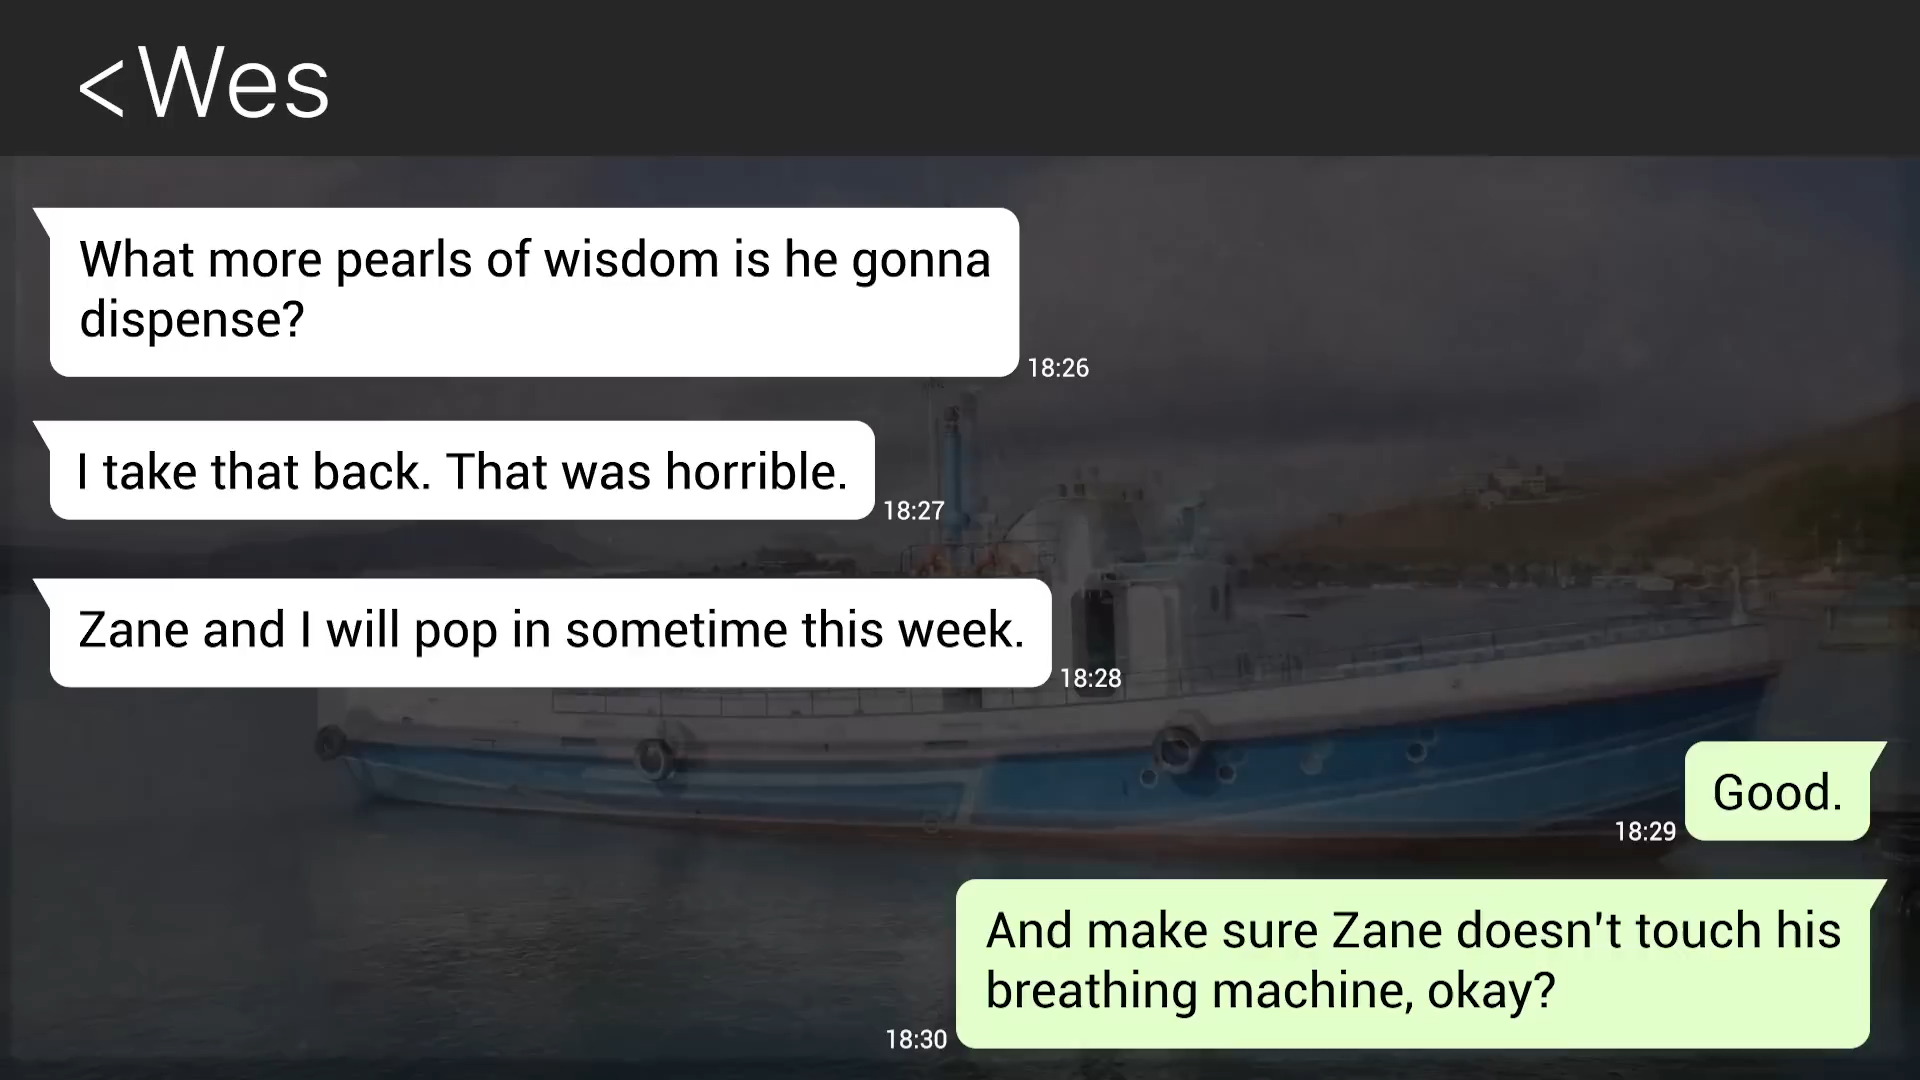 <Wes
What more pearls of wisdom is he gonna
dispense?
18:26
I take that back. That was horrible.
18:27
Zane and I will pop in sometime this week.
18:28
Good.
18:29
And make sure Zane doesn't touch his
breathing machine, okay?
18:30